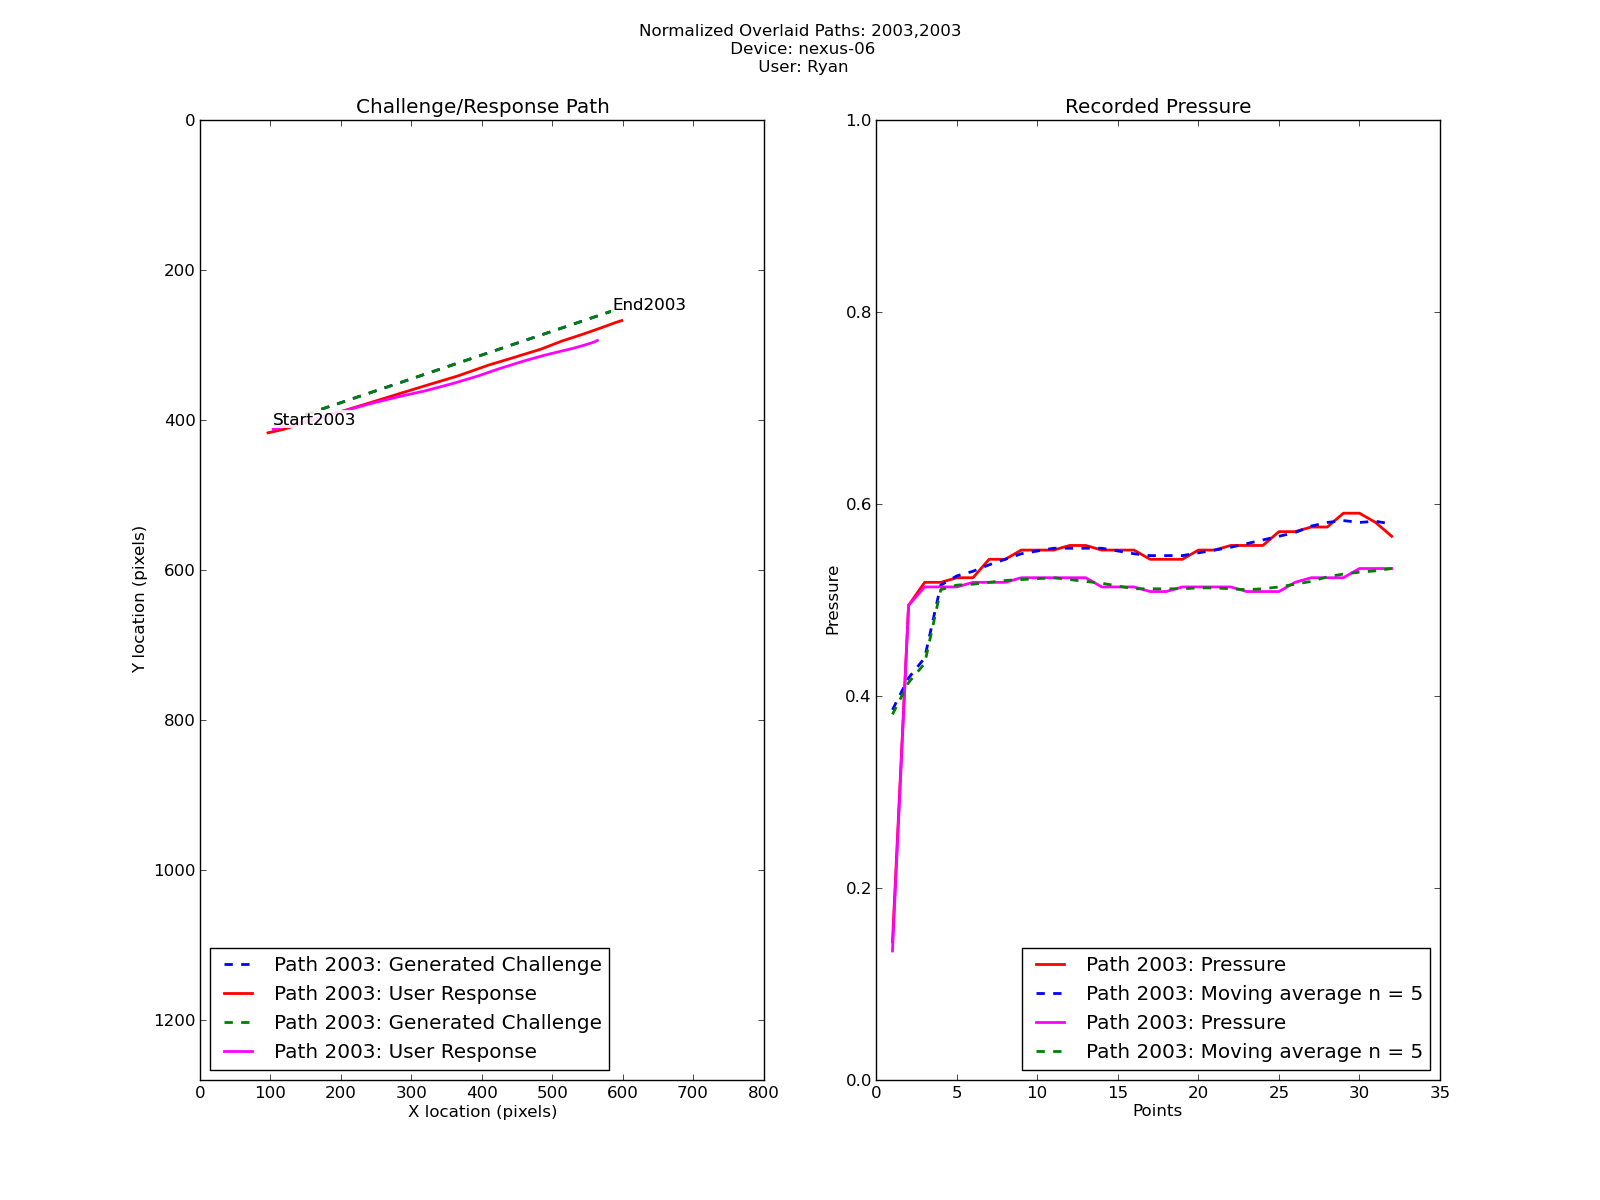 Normalized Overlaid Paths: 2003,2003
Device: nexus-06
User: Ryan
Challenge/Response Path
0
200
400
600
800
1000
1200
Y location (pixels)
End2003
Start2003
Path 2003: Generated Challenge
Path 2003: User Response
Path 2003: Generated Challenge
Path 2003: User Response
0 100 200 300 400 500 600 700 800
X location (pixels)
Recorded Pressure
1.0
0.8
0.6
0.4
0.2
0.0
Pressure
Path 2003: Pressure
Path 2003: Moving average n = 5
Path 2003: Pressure
Path 2003: Moving average n = 5
0 5 10 15 20 25 30 35
Points